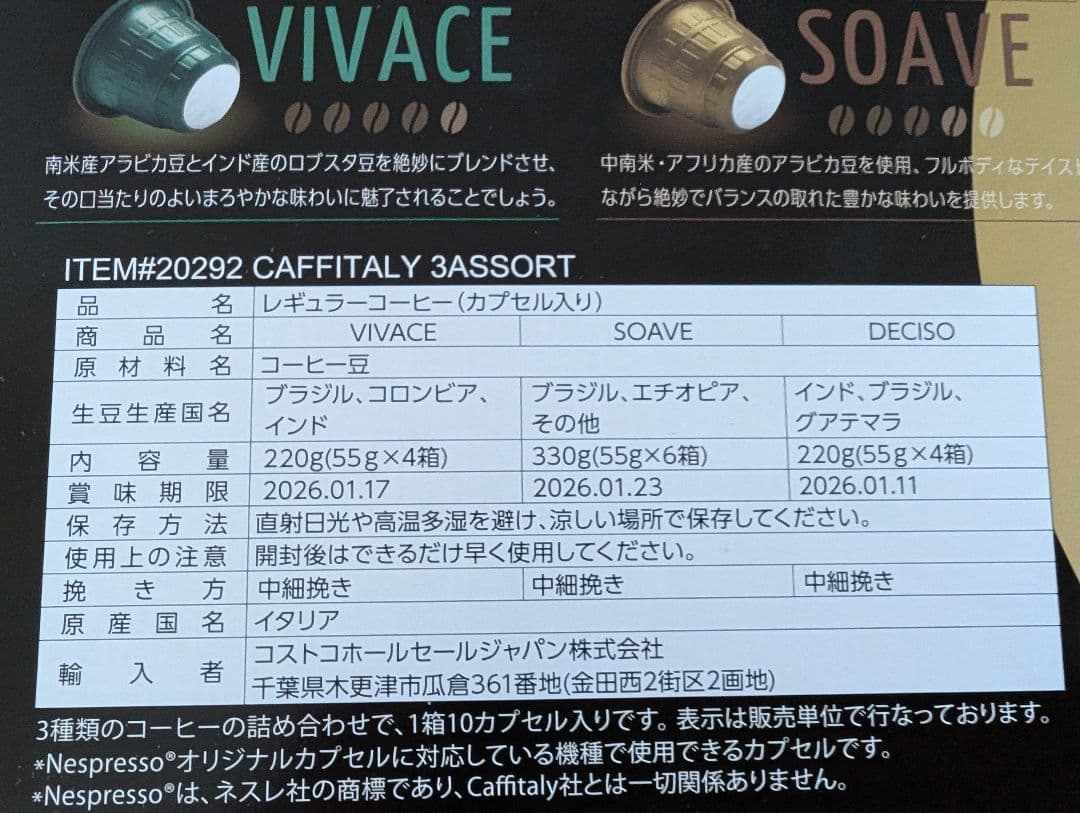 VIVACE
SOAVE
南米産アラビカ豆とインド産のロブスタ豆を絶妙にブレンドさせ、
その口当たりのよいまろやかな味わいに魅了されることでしょう。
中南米・アフリカ産のアラビカ豆を使用、フルボディなテイスト
ながら絶妙でバランスの取れた豊かな味わいを提供します。
ITEM#20292 CAFFITALY 3ASSORT
品名 レギュラーコーヒー(カプセル入り)
商品名 VIVACE SOAVE DECISO
原材料名 コーヒー豆
生豆生産国名 ブラジル、コロンビア、インド ブラジル、エチオピア、その他 インド、ブラジル、グアテマラ
内容量 220g(55g×4箱) 330g(55g×6箱) 220g(55g×4箱)
賞味期限 2026.01.17 2026.01.23 2026.01.11
保存方法 直射日光や高温多湿を避け、涼しい場所で保存してください。
使用上の注意 開封後はできるだけ早く使用してください。
挽き方 中細挽き 中細挽き 中細挽き
原産国名 イタリア
輸入者 コストコホールセールジャパン株式会社
千葉県木更津市瓜倉361番地(金田西2街区2画地)
3種類のコーヒーの詰め合わせで、1箱10カプセル入りです。表示は販売単位で行なっております。
*Nespresso®オリジナルカプセルに対応している機種で使用できるカプセルです。
*Nespresso®は、ネスレ社の商標であり、Caffitaly社とは一切関係ありません。